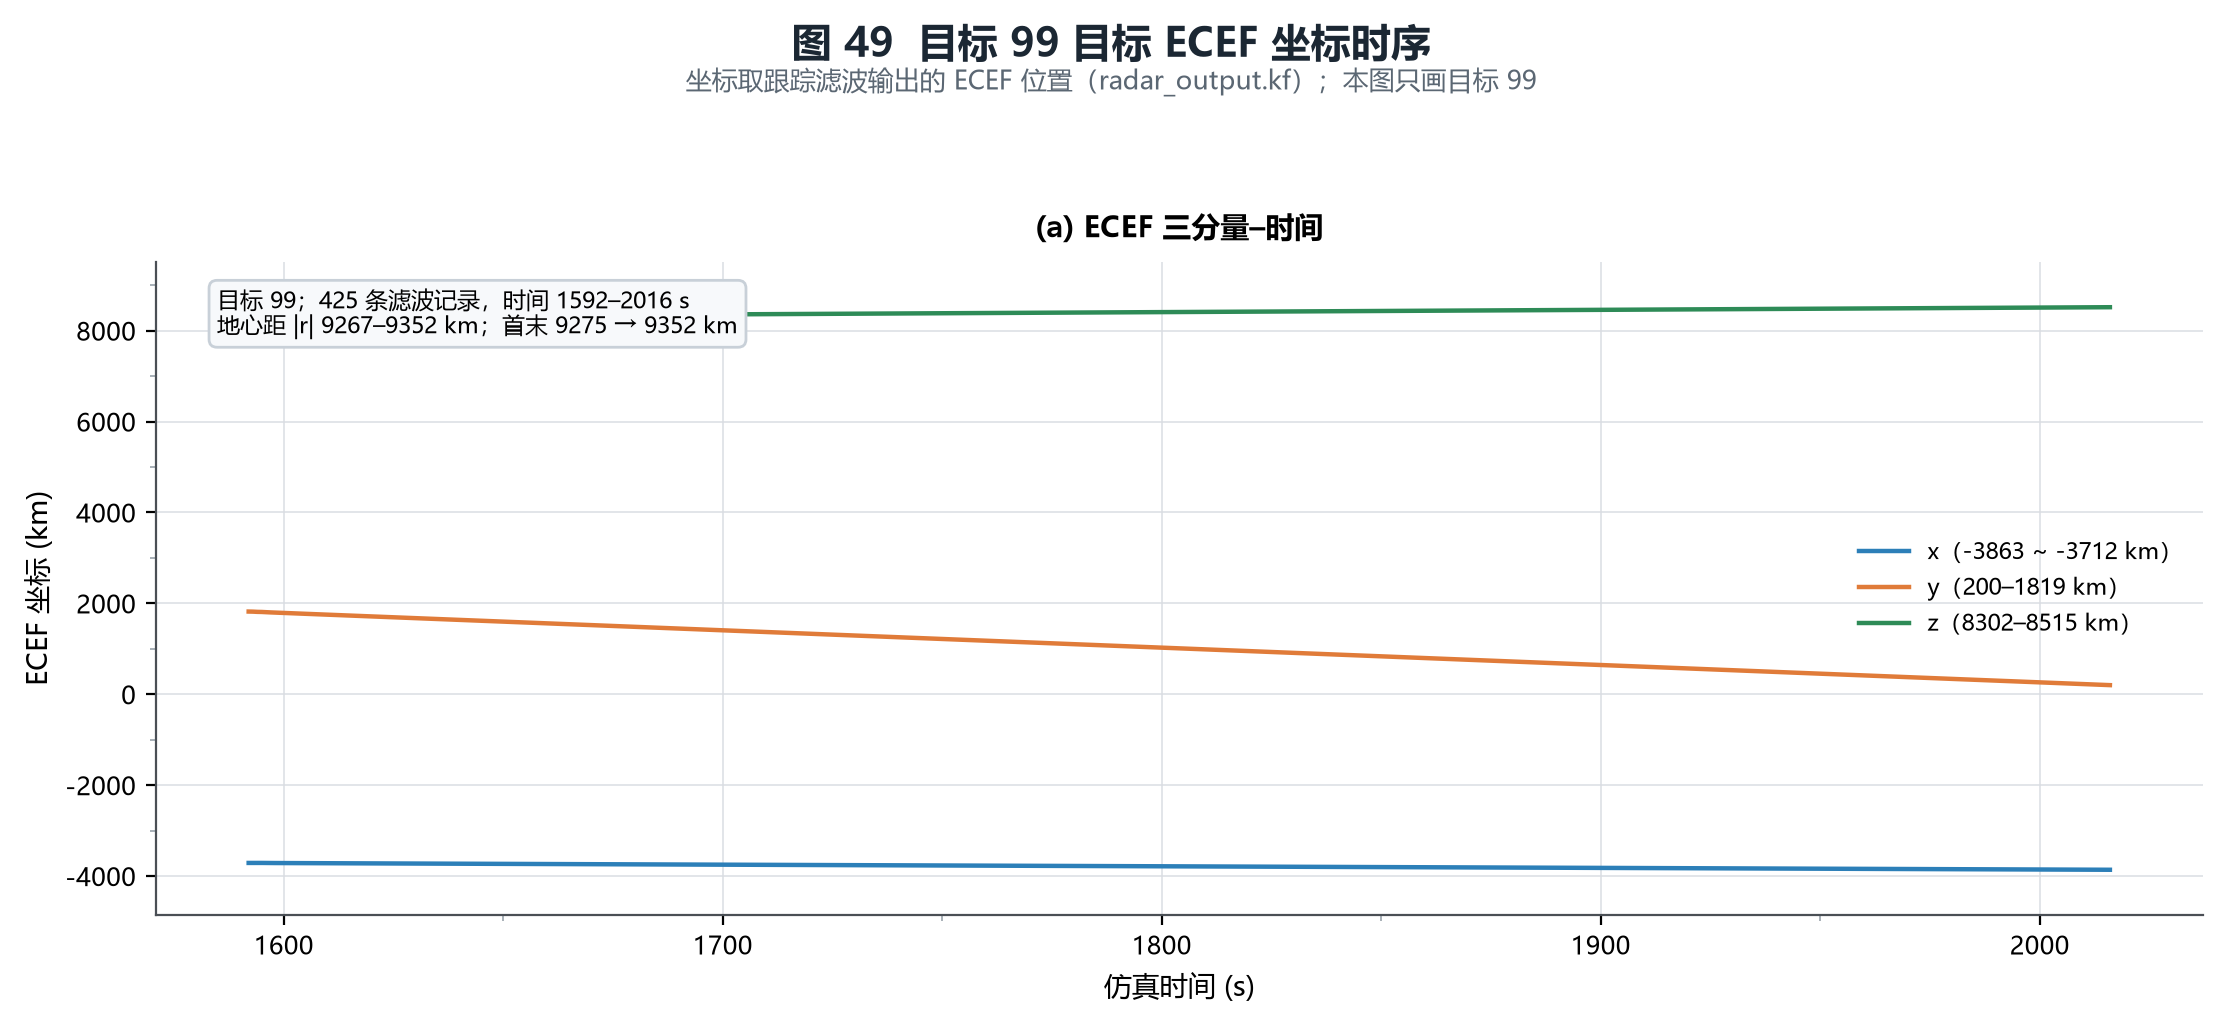 图 49  目标 99 目标 ECEF 坐标时序
坐标取跟踪滤波输出的 ECEF 位置（radar_output.kf）；本图只画目标 99
(a) ECEF 三分量–时间
目标 99；425 条滤波记录，时间 1592–2016 s
地心距 |r| 9267–9352 km；首末 9275 → 9352 km
ECEF 坐标 (km)
8000
6000
4000
2000
0
-2000
-4000
x（-3863 ~ -3712 km）
y（200–1819 km）
z（8302–8515 km）
1600
1700
1800
1900
2000
仿真时间 (s)